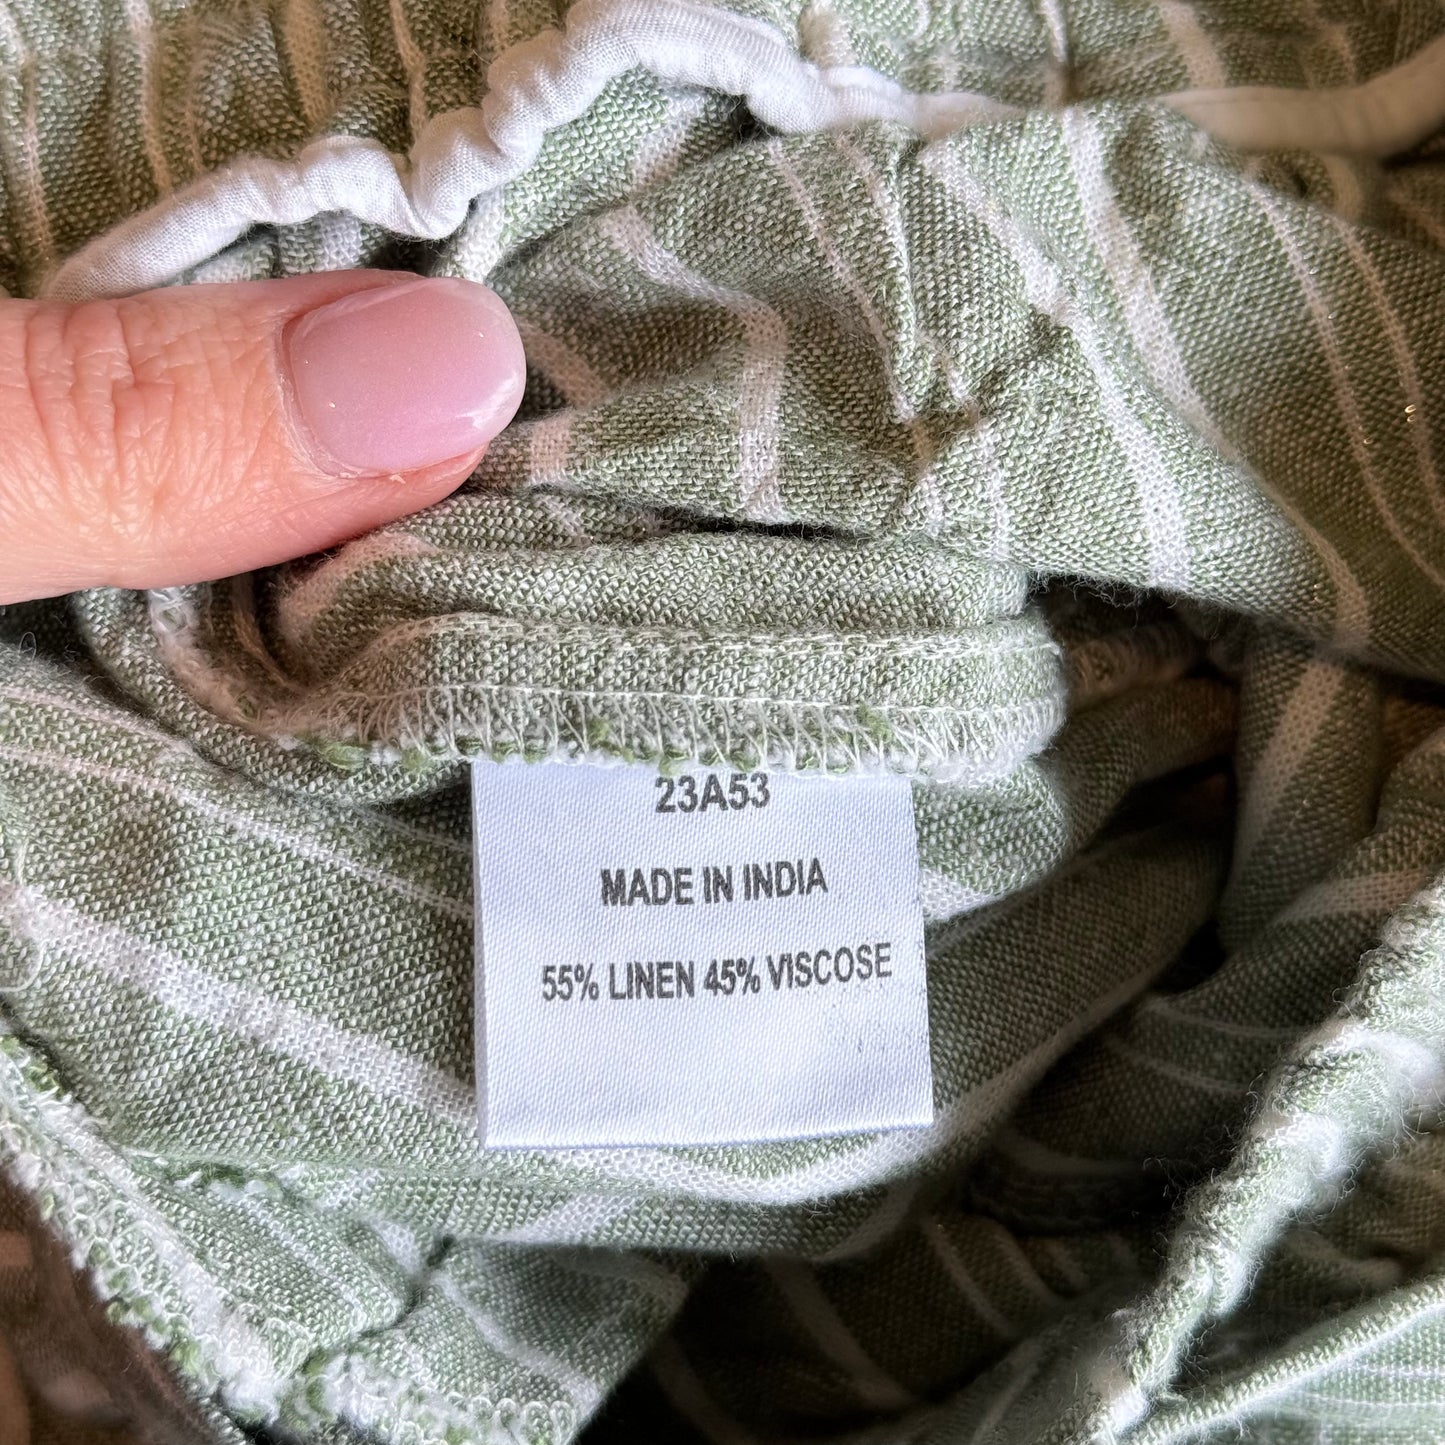 23A53
MADE IN INDIA
55% LINEN 45% VISCOSE